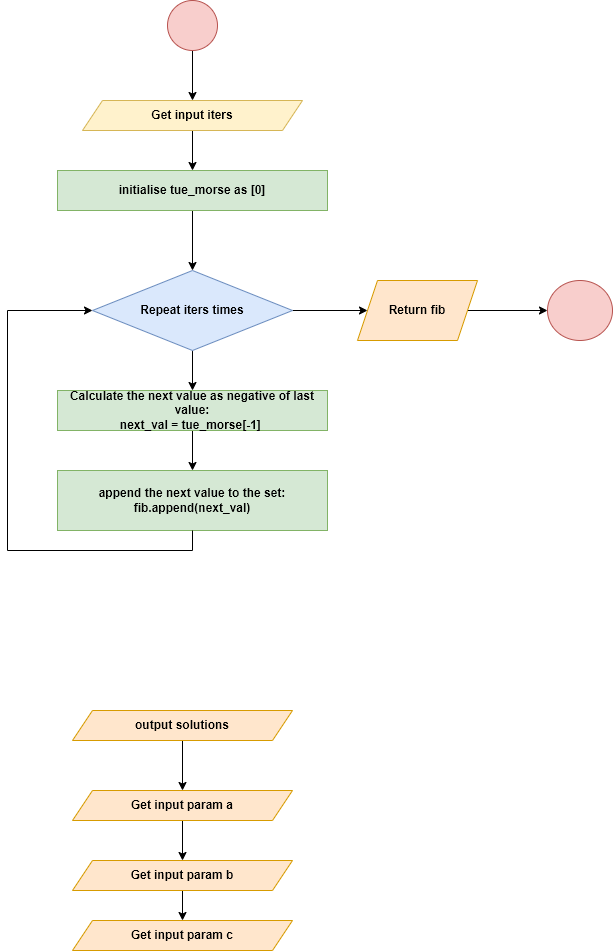 Get input iters
initialise tue_morse as [0]
Repeat iters times
Return fib
Calculate the next value as negative of last
value:
next_val = tue_morse[-1]
append the next value to the set:
fib.append(next_val)
output solutions
Get input param a
Get input param b
Get input param c